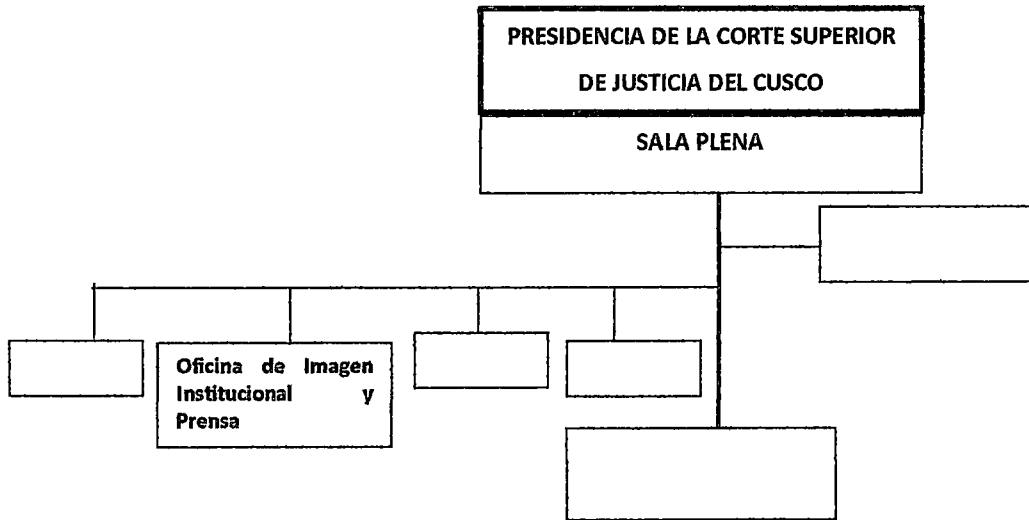 PRESIDENCIA DE LA CORTE SUPERIOR
DE JUSTICIA DEL CUSCO
SALA PLENA
Oficina de Imagen
Institucional y
Prensa